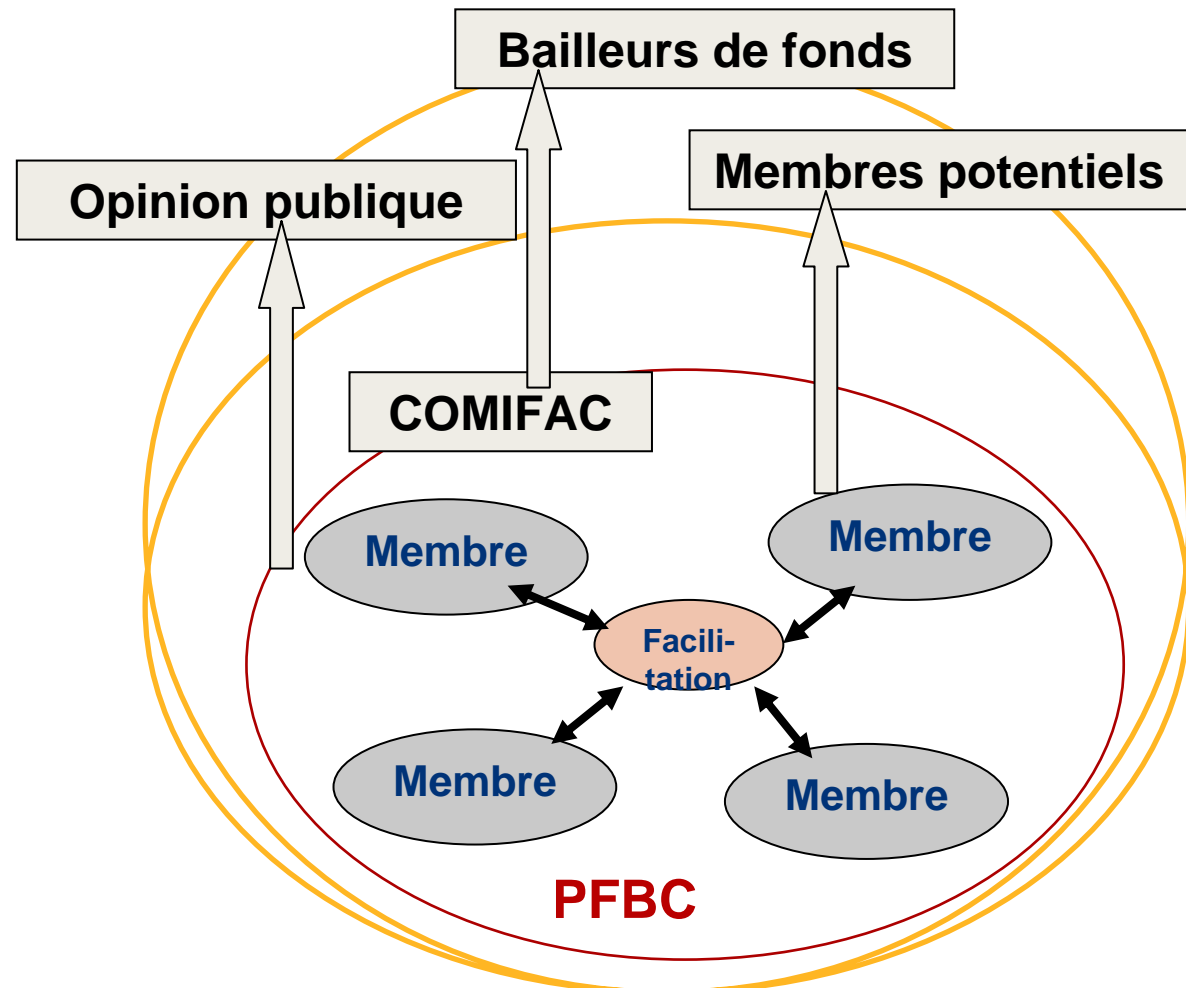 Bailleurs de fonds
Membres potentiels
Opinion publique
COMIFAC
Membre
Membre
Facili-
tation
Membre
Membre
PFBC